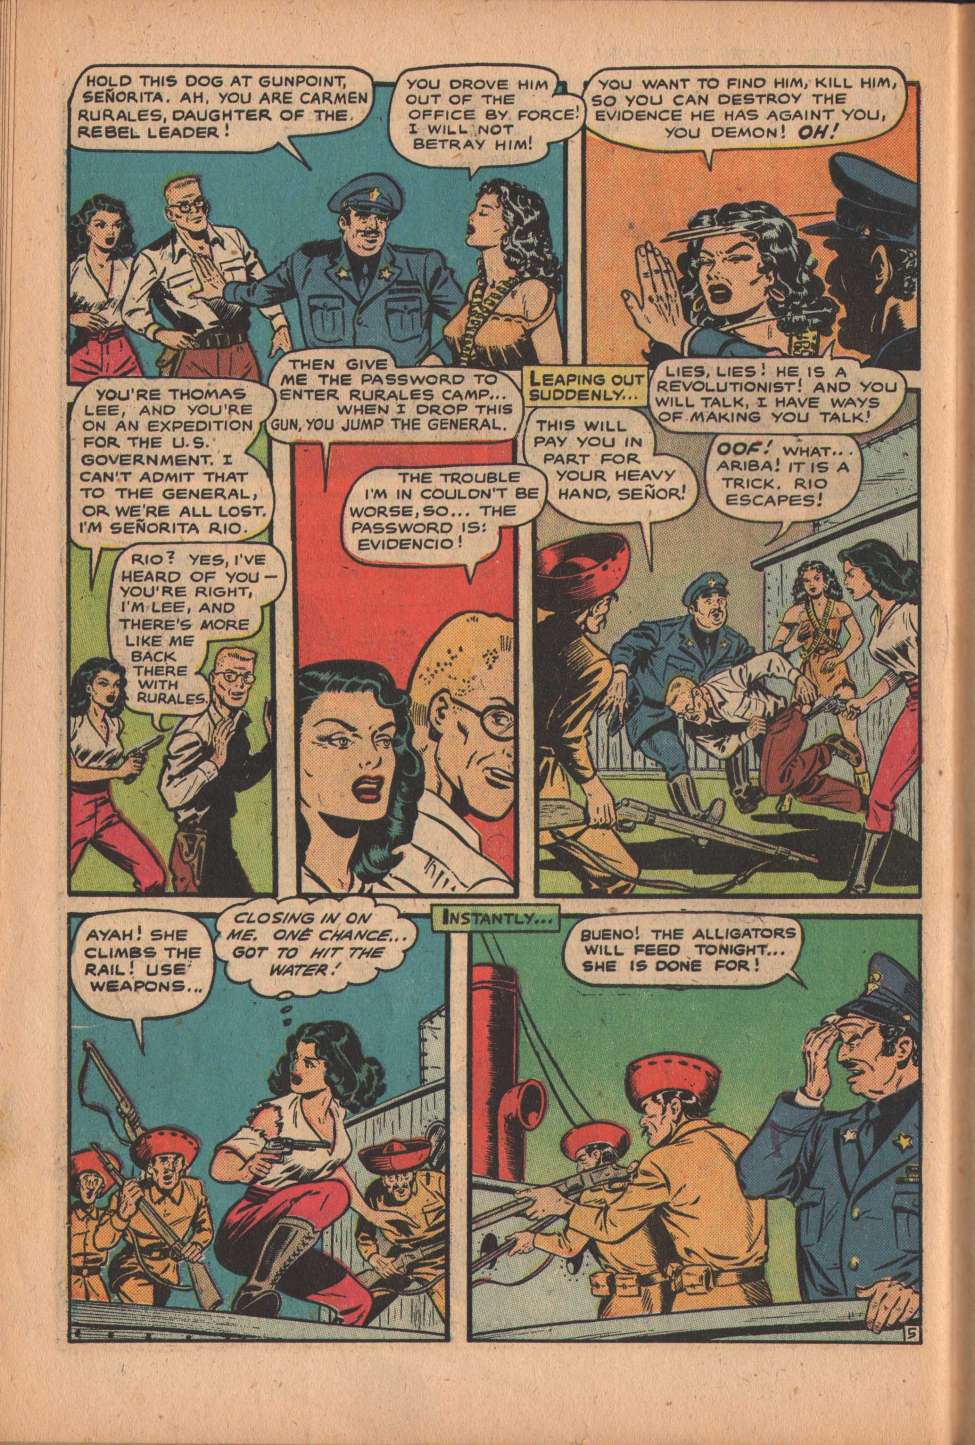 HOLD THIS DOG AT GUNPOINT,
SEÑORITA. AH, YOU ARE CARMEN
RURALES, DAUGHTER OF THE
REBEL LEADER!
YOU DROVE HIM
OUT OF THE
OFFICE BY FORCE!
I WILL NOT
BETRAY HIM!
YOU WANT TO FIND HIM, KILL HIM,
SO YOU CAN DESTROY THE
EVIDENCE HE HAS AGAINT YOU,
YOU DEMON! OH!
LIES, LIES! HE IS A
REVOLUTIONIST! AND YOU
WILL TALK, I HAVE WAYS
OF MAKING YOU TALK!
YOU'RE THOMAS
LEE, AND YOU'RE
ON AN EXPEDITION
FOR THE U.S.
GOVERNMENT. I
CAN'T ADMIT THAT
TO THE GENERAL,
OR WE'RE ALL LOST.
I'M SEÑORITA RIO.
RIO? YES, I'VE
HEARD OF YOU—
YOU'RE RIGHT,
I'M LEE, AND
THERE'S MORE
LIKE ME
BACK
THERE
WITH
RURALES.
THEN GIVE
ME THE PASSWORD TO
ENTER RURALES CAMP...
WHEN I DROP THIS
GUN, YOU JUMP THE GENERAL.
THE TROUBLE
I'M IN COULDN'T BE
WORSE, SO... THE
PASSWORD IS:
EVIDENCIO!
LEAPING OUT
SUDDENLY...
THIS WILL
PAY YOU IN
PART FOR
YOUR HEAVY
HAND, SEÑOR!
OOF! WHAT...
ARIBA! IT IS A
TRICK. RIO
ESCAPES!
AYAH! SHE
CLIMBS THE
RAIL! USE
WEAPONS...
CLOSING IN ON
ME. ONE CHANCE...
GOT TO HIT THE
WATER!
INSTANTLY...
BUENO! THE ALLIGATORS
WILL FEED TONIGHT...
SHE IS DONE FOR!
5